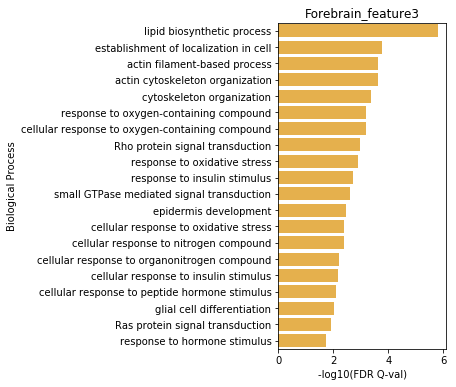 Forebrain_feature3
lipid biosynthetic process
establishment of localization in cell
actin filament-based process
actin cytoskeleton organization
cytoskeleton organization
response to oxygen-containing compound
cellular response to oxygen-containing compound
Rho protein signal transduction
response to oxidative stress
response to insulin stimulus
small GTPase mediated signal transduction
epidermis development
cellular response to oxidative stress
cellular response to nitrogen compound
cellular response to organonitrogen compound
cellular response to insulin stimulus
cellular response to peptide hormone stimulus
glial cell differentiation
Ras protein signal transduction
response to hormone stimulus
Biological Process
0 2 4 6
-log10(FDR Q-val)